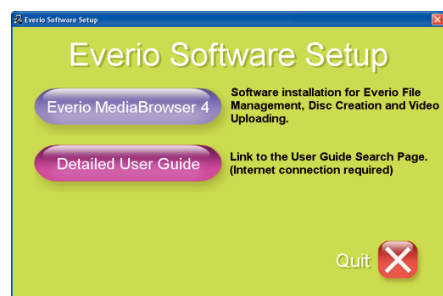 Everio Software Setup
Everio Software Setup
Everio MediaBrowser 4
Software installation for Everio File
Management, Disc Creation and Video
Uploading.
Detailed User Guide
Link to the User Guide Search Page.
(Internet connection required)
Quit